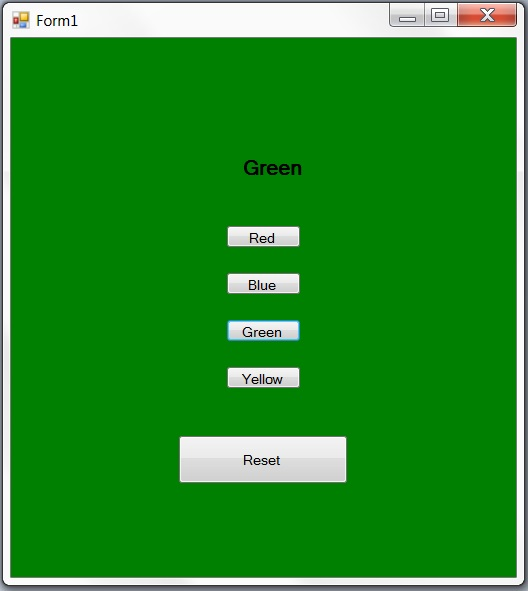 Form1
Green
Red
Blue
Green
Yellow
Reset